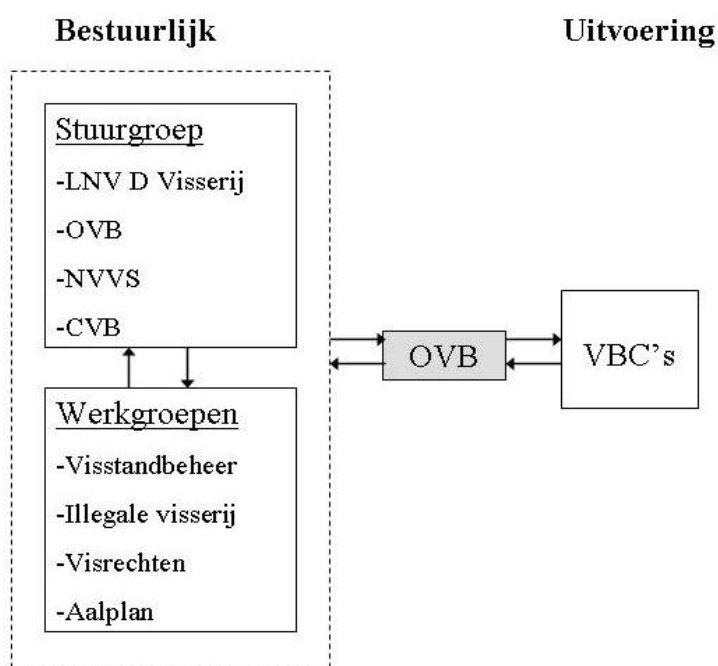 Bestuurlijk
Uitvoering
Stuurgroep
-LNV D Visserij
-OVB
-NVVS
-CVB
OVB
VBC's
Werkgroepen
-Visstandbeheer
-Illegale visserij
-Visrechten
-Aalplan